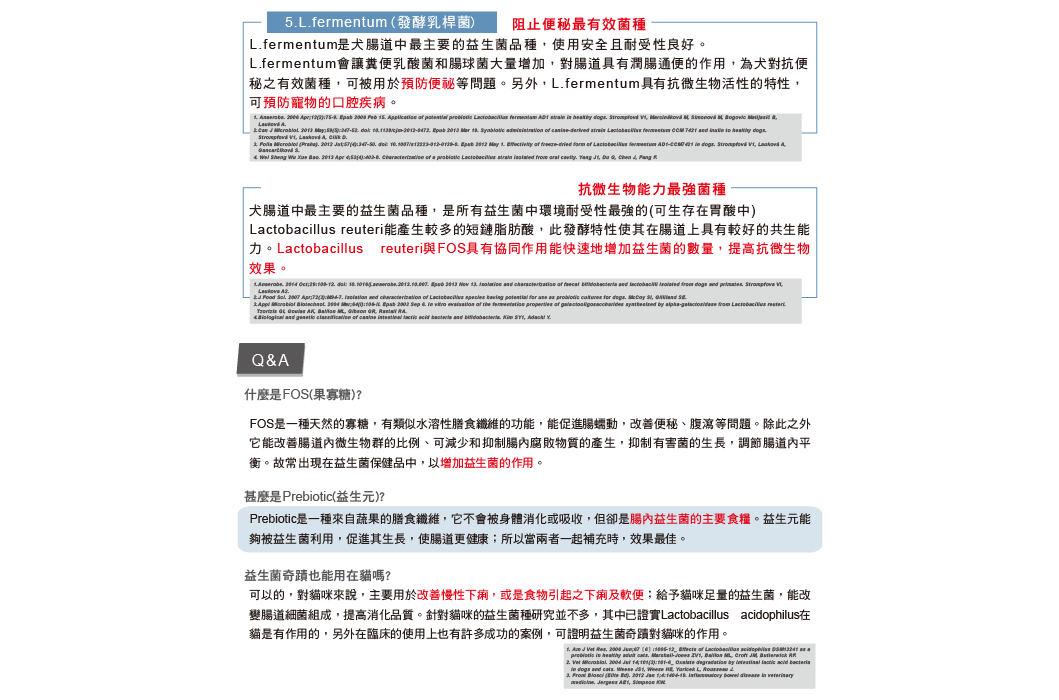 5.L.fermentum（發酵乳桿菌）
阻止便秘最有效菌種
L.fermentum是犬腸道中最主要的益生菌品種，使用安全且耐受性良好。
L.fermentum會讓糞便乳酸菌和腸球菌大量增加，對腸道具有潤腸通便的作用，為犬對抗便
秘之有效菌種，可被用於預防便祕等問題。另外，L.fermentum具有抗微生物活性的特性，
可預防寵物的口腔疾病。
1. Anaerobe. 2006 Apr;12(2):75-9. Epub 2006 Feb 15. Application of potential probiotic Lactobacillus fermentum AD1 strain in healthy dogs. Strompfová V1, Marcináková M, Simonová M, Bogovic Matijasić B,
Lauková A.
2.Can J Microbiol. 2013 May;59(5):347-52. doi: 10.1139/cjm-2012-0472. Epub 2013 Mar 18. Synbiotic administration of canine-derived strain Lactobacillus fermentum CCM 7421 and inulin to healthy dogs.
Strompfová V1, Lauková A, Cilik D.
3. Folia Microbiol (Praha). 2012 Jul;57(4):347-50. doi: 10.1007/s12223-012-0129-0. Epub 2012 May 1. Effectivity of freeze-dried form of Lactobacillus fermentum AD1-CCM7421 in dogs. Strompfová V1, Lauková A,
Gancarčíková S.
4. Wei Sheng Wu Xue Bao. 2013 Apr 4;53(4):403-8. Characterization of a probiotic Lactobacillus strain isolated from oral cavity. Yang J1, Du G, Chen J, Fang F.
抗微生物能力最強菌種
犬腸道中最主要的益生菌品種，是所有益生菌中環境耐受性最強的(可生存在胃酸中)
Lactobacillus reuteri能產生較多的短鏈脂肪酸，此發酵特性使其在腸道上具有較好的共生能
力。Lactobacillus reuteri與FOS具有協同作用能快速地增加益生菌的數量，提高抗微生物
效果。
1.Anaerobe. 2014 Oct;29:108-12. doi: 10.1016/j.anaerobe.2013.10.007. Epub 2013 Nov 13. Isolation and characterization of faecal bifidobacteria and lactobacilli isolated from dogs and primates. Strompfova VI,
Laukova A2.
2.J Food Sci. 2007 Apr;72(3):M94-7. Isolation and characterization of Lactobacillus species having potential for use as probiotic cultures for dogs. McCoy SI, Gilliland SE.
3.Appl Microbiol Biotechnol. 2004 Mar;64(1):106-11. Epub 2003 Sep 6. In vitro evaluation of the fermentation properties of galactooligosaccharides synthesised by alpha-galactosidase from Lactobacillus reuteri.
Tzortzis GI, Goulas AK, Baillon ML, Gibson GR, Rastall RA.
4.Biological and genetic classification of canine intestinal lactic acid bacteria and bifidobacteria. Kim SY1, Adachi Y.
Q&A
什麼是FOS(果寡糖)?
FOS是一種天然的寡糖，有類似水溶性膳食纖維的功能，能促進腸蠕動，改善便秘、腹瀉等問題。除此之外
它能改善腸道內微生物群的比例、可減少和抑制腸內腐敗物質的產生，抑制有害菌的生長，調節腸道內平
衡。故常出現在益生菌保健品中，以增加益生菌的作用。
甚麼是Prebiotic(益生元)?
Prebiotic是一種來自蔬果的膳食纖維，它不會被身體消化或吸收，但卻是腸內益生菌的主要食糧。益生元能
夠被益生菌利用，促進其生長，使腸道更健康；所以當兩者一起補充時，效果最佳。
益生菌奇蹟也能用在貓嗎?
可以的，對貓咪來說，主要用於改善慢性下痢，或是食物引起之下痢及軟便；給予貓咪足量的益生菌，能改
變腸道細菌組成，提高消化品質。針對貓咪的益生菌種研究並不多，其中已證實Lactobacillus acidophilus在
貓是有作用的，另外在臨床的使用上也有許多成功的案例，可證明益生菌奇蹟對貓咪的作用。
1. Am J Vet Res. 2006 Jun;67（6）:1005-12_ Effects of Lactobacillus acidophilus DSM13241 as a
probiotic in healthy adult cats. Marshall-Jones ZV1, Baillon ML, Croft JM, Butterwick RF.
2. Vet Microbiol. 2004 Jul 14;101(3):161-6_ Oxalate degradation by intestinal lactic acid bacteria
in dogs and cats. Weese JS1, Weese HE, Yuricek L, Rousseau J.
3. Front Biosci (Elite Ed). 2012 Jan 1;4:1404-19. Inflammatory bowel disease in veterinary
medicine. Jergens AE1, Simpson KW.